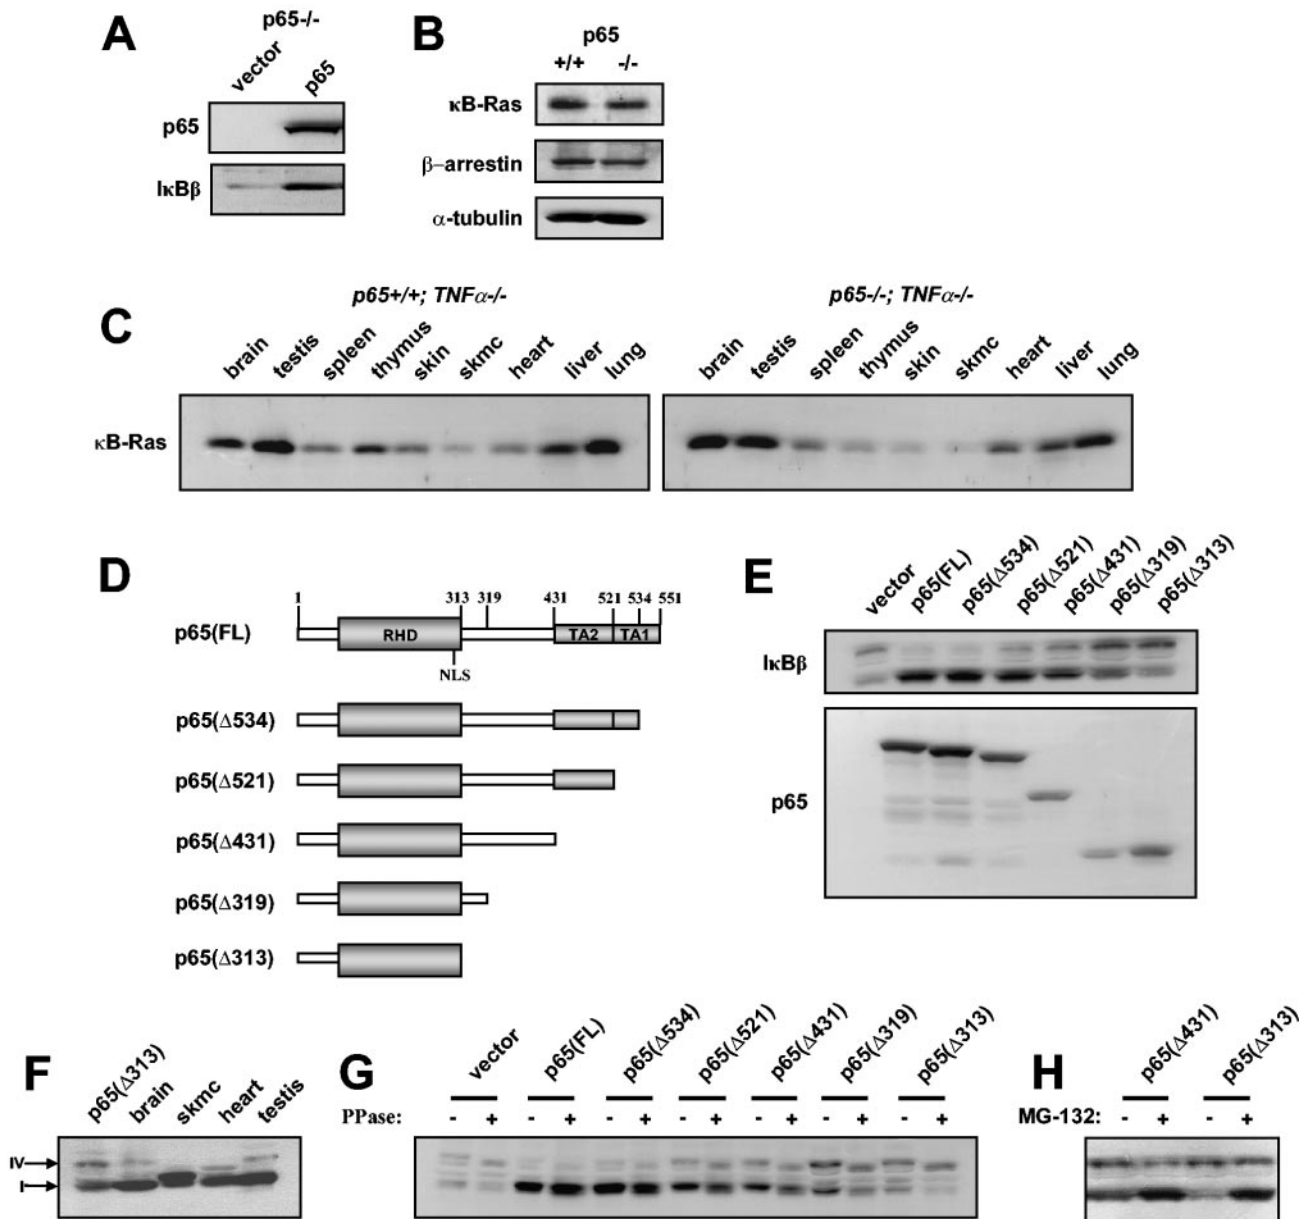 A
p65-/-
vector p65
p65
IκBβ
B
p65
+/+ -/-
κB-Ras
β–arrestin
α-tubulin
C
p65+/+; TNFα-/-
brain testis spleen thymus skin skmc heart liver lung
p65-/-; TNFα-/-
brain testis spleen thymus skin skmc heart liver lung
κB-Ras
D
1 313 319 431 521 534 551
p65(FL) RHD TA2 TA1
NLS
p65(Δ534)
p65(Δ521)
p65(Δ431)
p65(Δ319)
p65(Δ313)
E
vector p65(FL) p65(Δ534) p65(Δ521) p65(Δ431) p65(Δ319) p65(Δ313)
IκBβ
p65
F
p65(Δ313) brain skmc heart testis
IV
I
G
vector p65(FL) p65(Δ534) p65(Δ521) p65(Δ431) p65(Δ319) p65(Δ313)
PPase: - + - + - + - + - + - + - +
H
p65(Δ431) p65(Δ313)
MG-132: - + - +